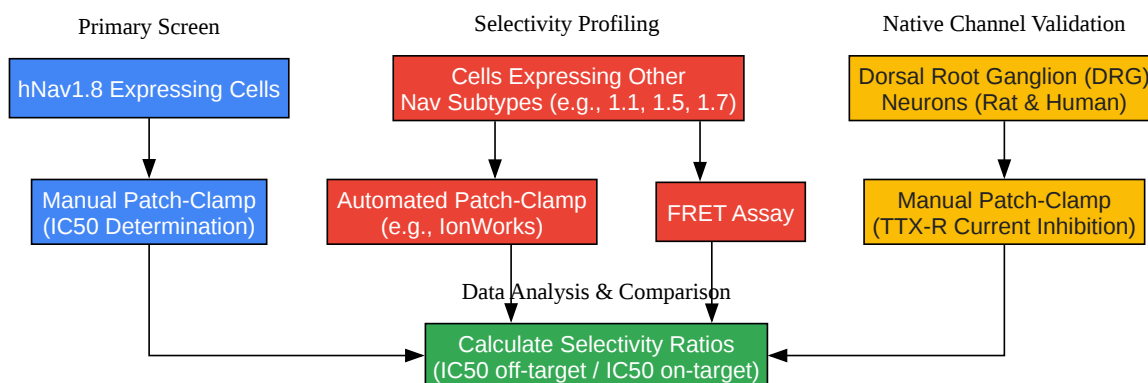 Primary Screen
Selectivity Profiling
Native Channel Validation
hNav1.8 Expressing Cells
Cells Expressing Other
Nav Subtypes (e.g., 1.1, 1.5, 1.7)
Dorsal Root Ganglion (DRG)
Neurons (Rat & Human)
Manual Patch-Clamp
(IC50 Determination)
Automated Patch-Clamp
(e.g., IonWorks)
FRET Assay
Manual Patch-Clamp
(TTX-R Current Inhibition)
Data Analysis & Comparison
Calculate Selectivity Ratios
(IC50 off-target / IC50 on-target)